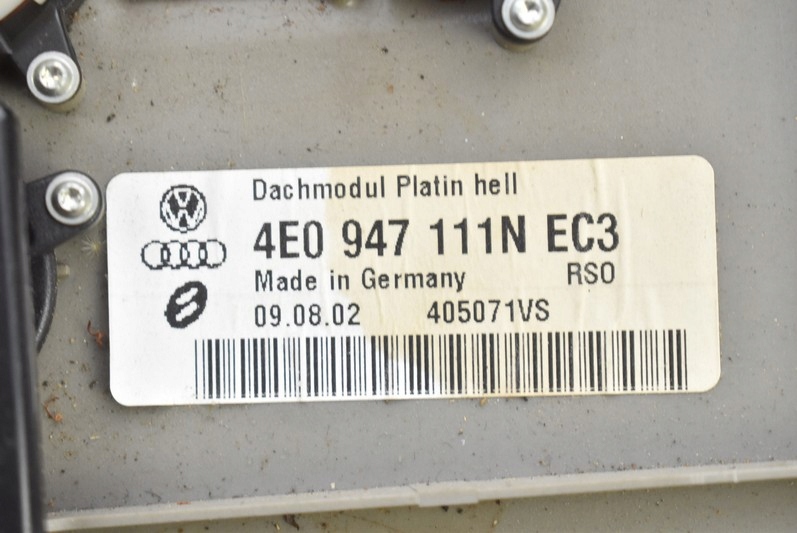 Dachmodul Platin hell
4E0 947 111N EC3
Made in Germany RSO
09.08.02 405071VS